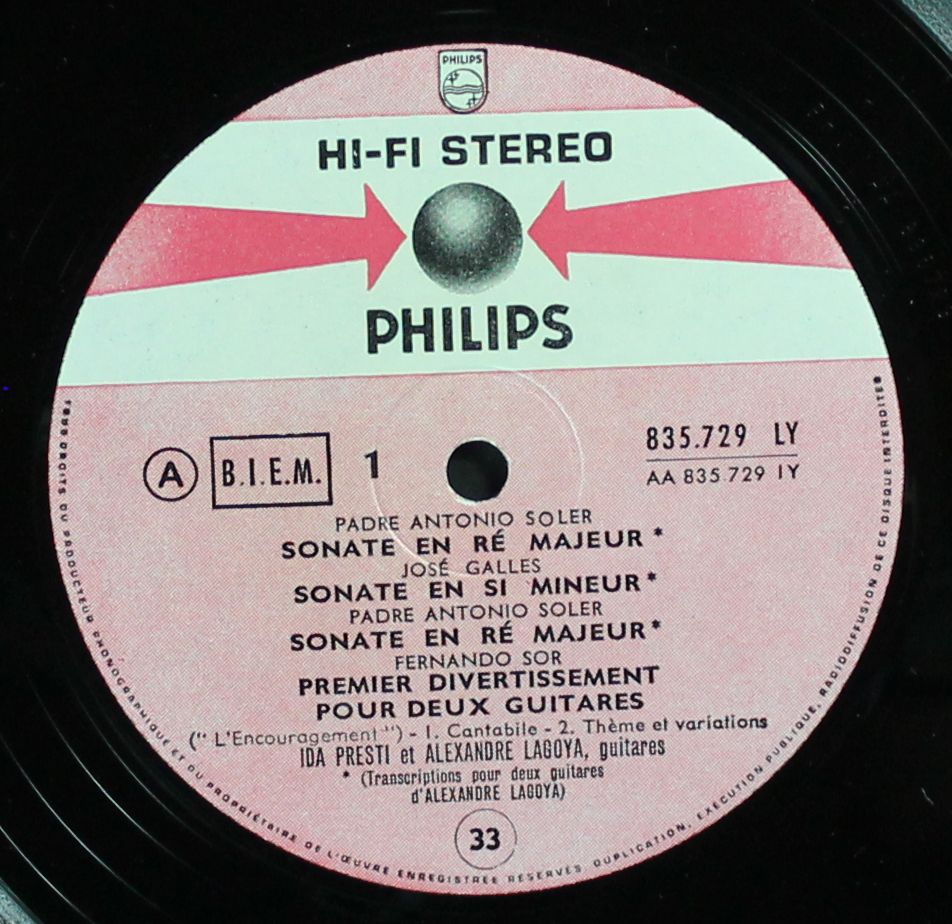 PHILIPS
HI-FI STEREO
PHILIPS
A B.I.E.M. 1
835.729 LY
AA 835.729 1Y
PADRE ANTONIO SOLER
SONATE EN RÉ MAJEUR*
JOSÉ GALLES
SONATE EN SI MINEUR*
PADRE ANTONIO SOLER
SONATE EN RÉ MAJEUR*
FERNANDO SOR
PREMIER DIVERTISSEMENT
POUR DEUX GUITARES
("L'Encouragement") - 1. Cantabile - 2. Thème et variations
IDA PRESTI et ALEXANDRE LAGOYA, guitares
* (Transcriptions pour deux guitares
d'ALEXANDRE LAGOYA)
33
TOUS DROITS DU PRODUCTEUR PHONOGRAPHIQUE ET DU PROPRIÉTAIRE DE L'ŒUVRE ENREGISTRÉE RÉSERVÉS DUPLICATION, EXÉCUTION PUBLIQUE, RADIODIFFUSION DE CE DISQUE INTERDITES